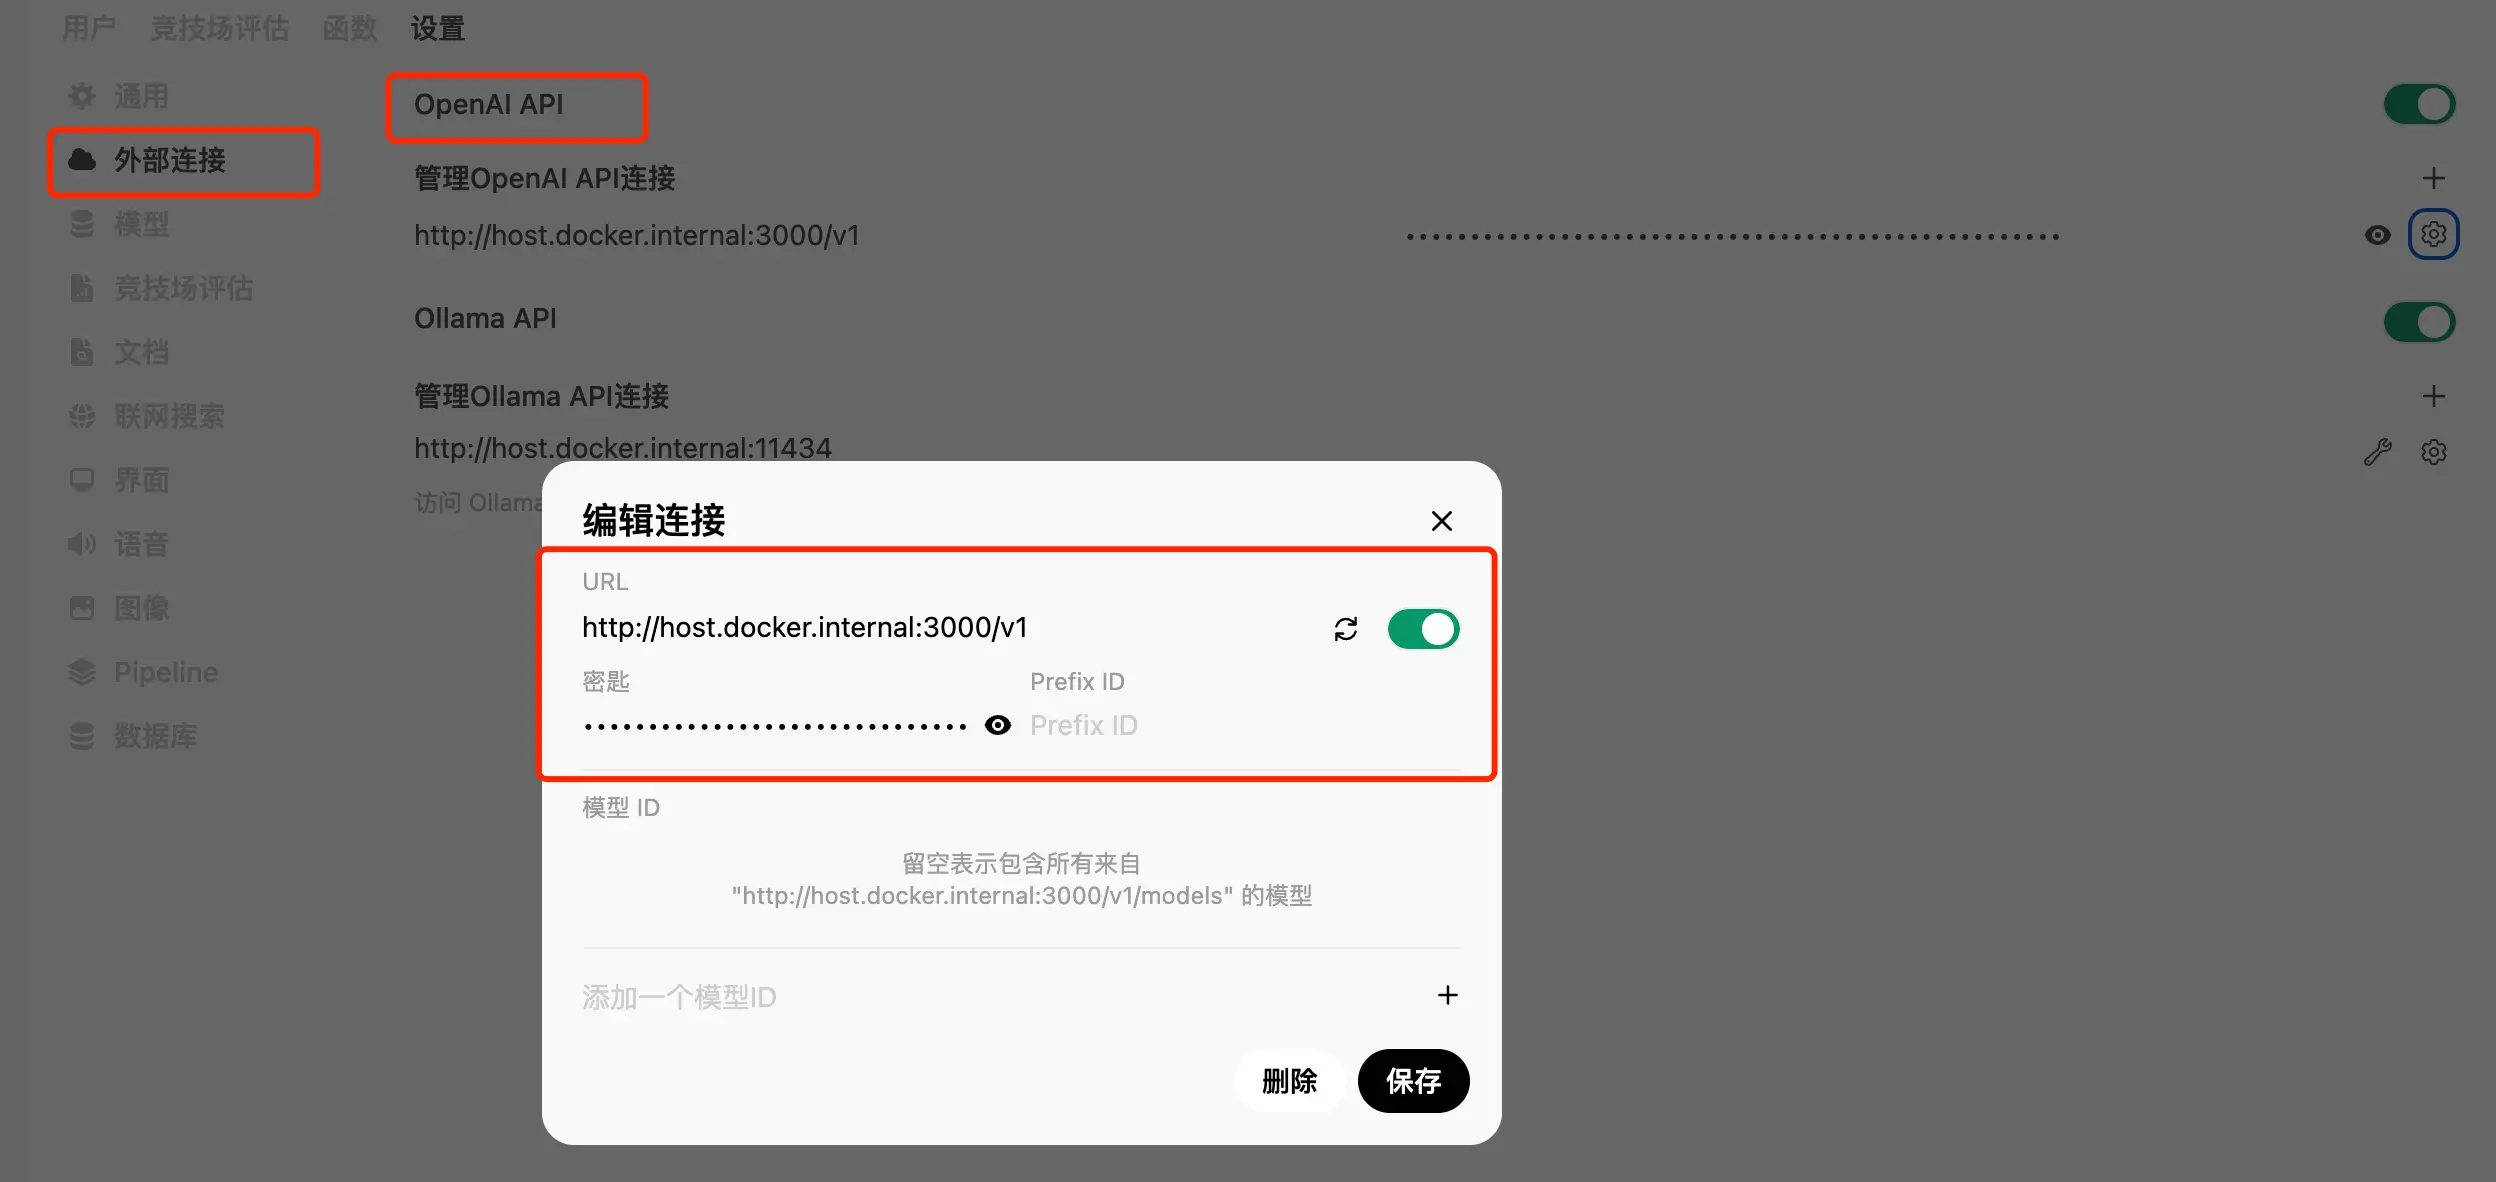 用户 竞技场评估 函数 设置
通用
外部连接
模型
竞技场评估
文档
联网搜索
界面
语音
图像
Pipeline
数据库
OpenAI API
管理OpenAI API连接
http://host.docker.internal:3000/v1
Ollama API
管理Ollama API连接
http://host.docker.internal:11434
访问 Ollama
编辑连接
URL
http://host.docker.internal:3000/v1
密匙 Prefix ID
Prefix ID
模型 ID
留空表示包含所有来自
"http://host.docker.internal:3000/v1/models" 的模型
添加一个模型ID
删除 保存